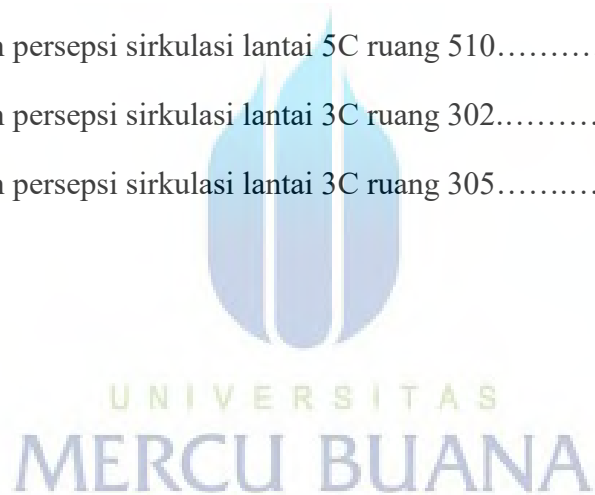 n persepsi sirkulasi lantai 5C ruang 510………
n persepsi sirkulasi lantai 3C ruang 302.………
n persepsi sirkulasi lantai 3C ruang 305…….…
UNIVERSITAS
MERCU BUANA